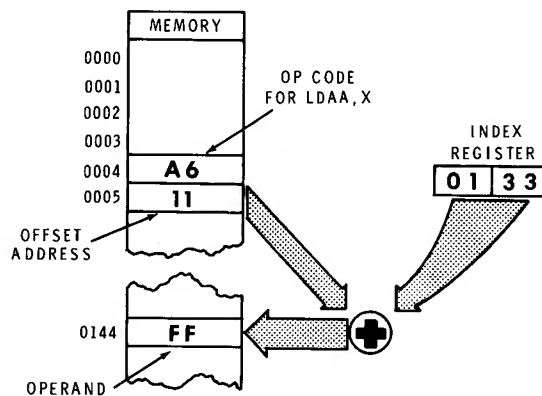 MEMORY
0000
0001
0002
0003
0004
0005
A6
11
OP CODE
FOR LDAA,X
INDEX
REGISTER
01 33
OFFSET
ADDRESS
0144
FF
OPERAND